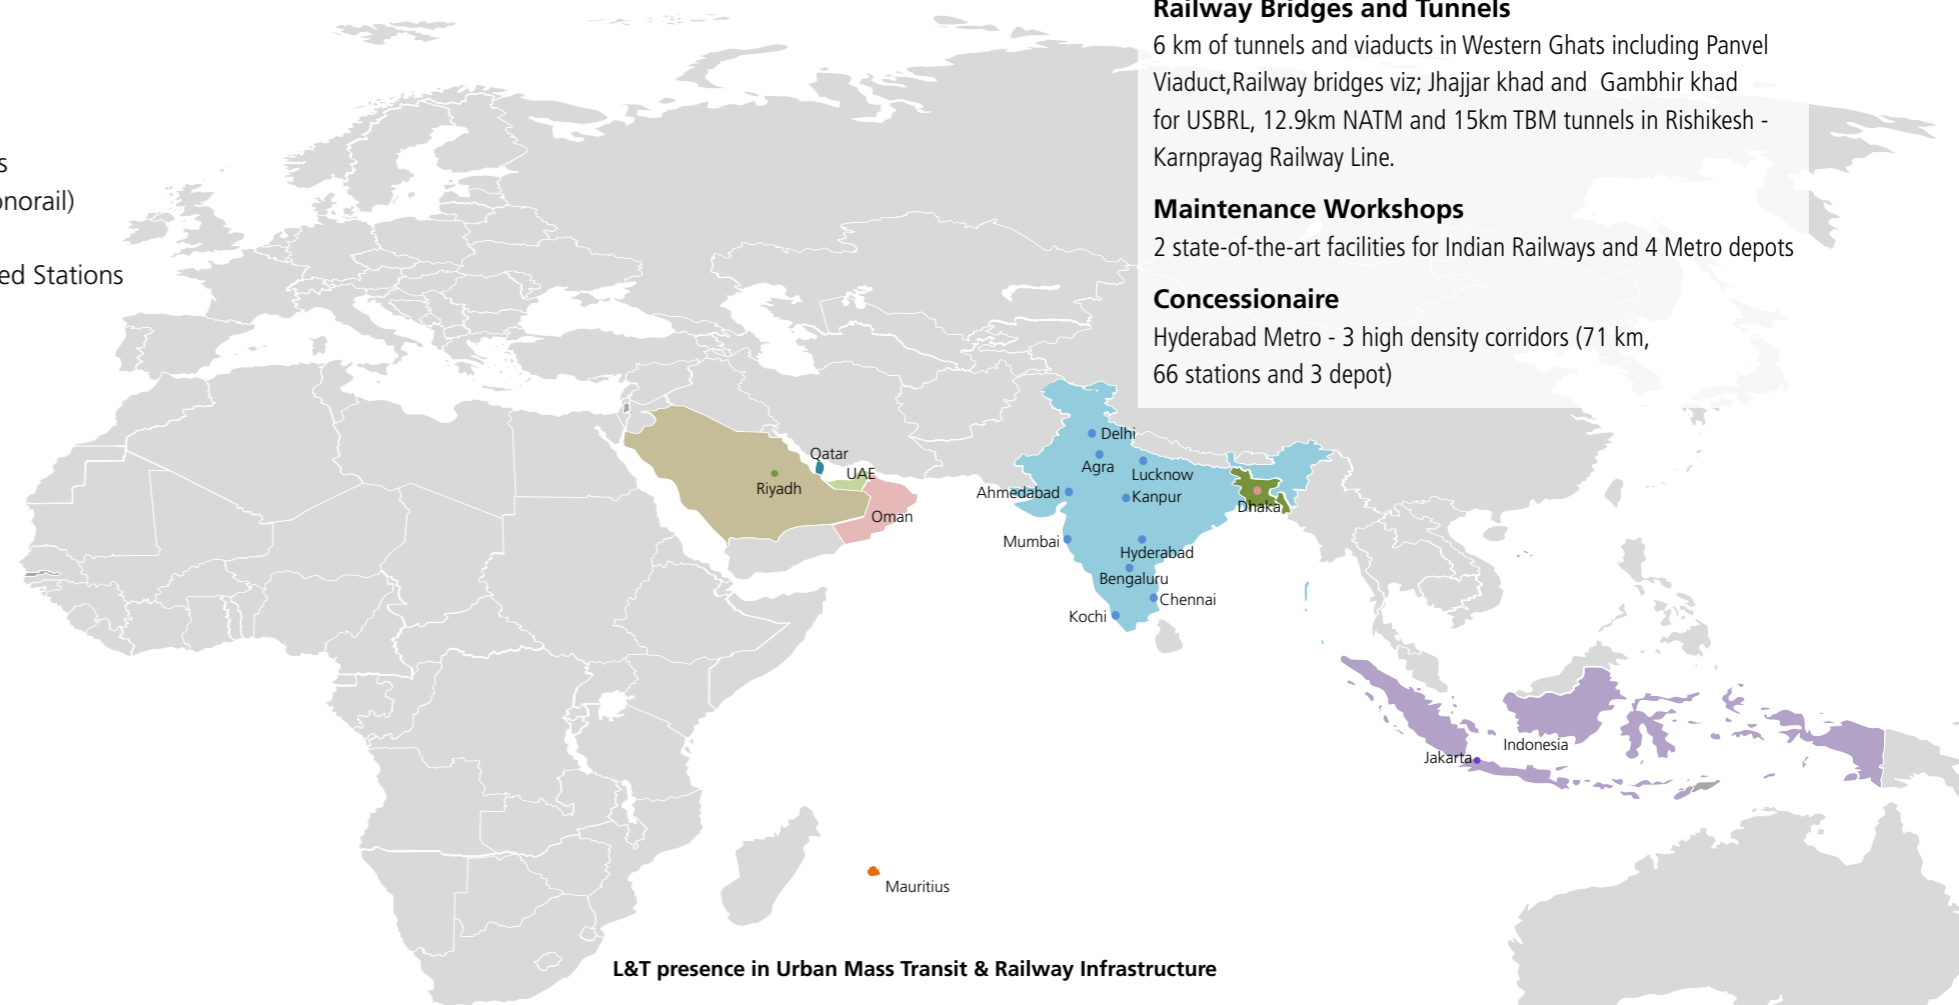 s
onorail)
ed Stations
Railway Bridges and Tunnels
6 km of tunnels and viaducts in Western Ghats including Panvel
Viaduct,Railway bridges viz; Jhajjar khad and Gambhir khad
for USBRL, 12.9km NATM and 15km TBM tunnels in Rishikesh -
Karnprayag Railway Line.
Maintenance Workshops
2 state-of-the-art facilities for Indian Railways and 4 Metro depots
Concessionaire
Hyderabad Metro - 3 high density corridors (71 km,
66 stations and 3 depot)
Delhi
Agra
Lucknow
Ahmedabad
Kanpur
Dhaka
Mumbai
Hyderabad
Bengaluru
Chennai
Kochi
Qatar
UAE
Riyadh
Oman
Indonesia
Jakarta
Mauritius
L&T presence in Urban Mass Transit & Railway Infrastructure